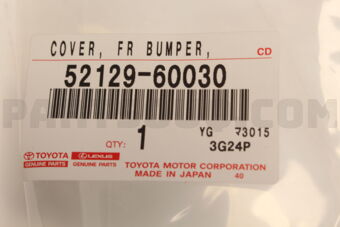 COVER, FR BUMPER,
CD
52129-60030
QTY: 1
YG 73015
3G24P
TOYOTA GENUINE PARTS
LEXUS GENUINE PARTS
TOYOTA MOTOR CORPORATION
MADE IN JAPAN 40